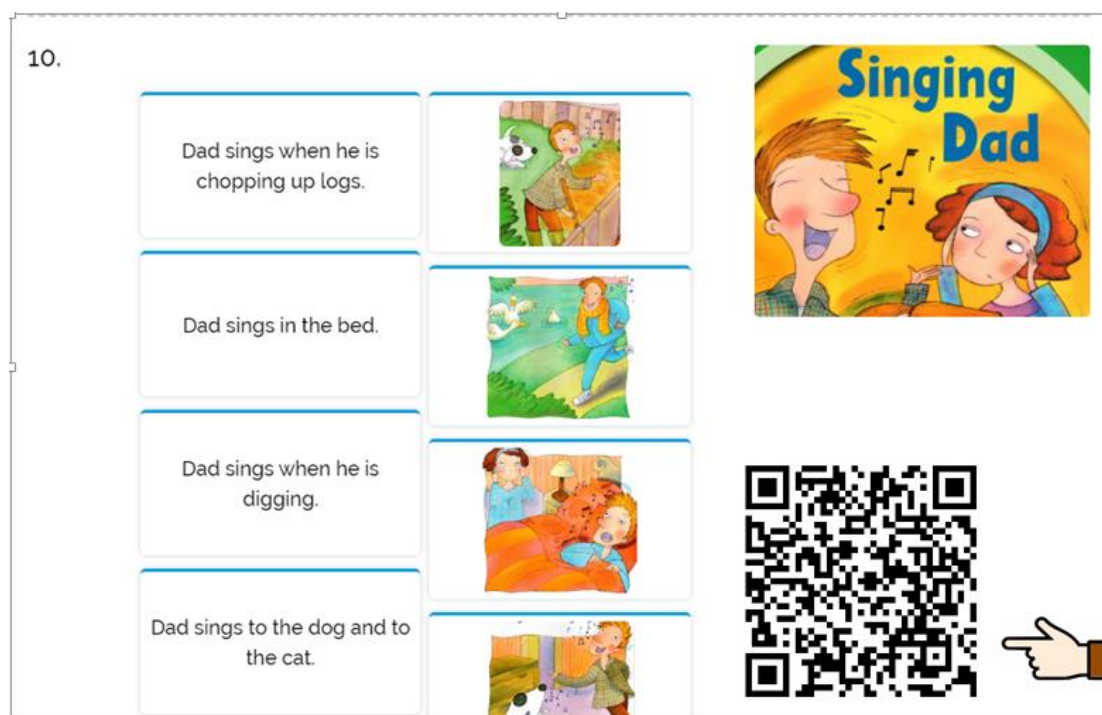 10.
Dad sings when he is
chopping up logs.
Dad sings in the bed.
Dad sings when he is
digging.
Dad sings to the dog and to
the cat.
Singing
Dad